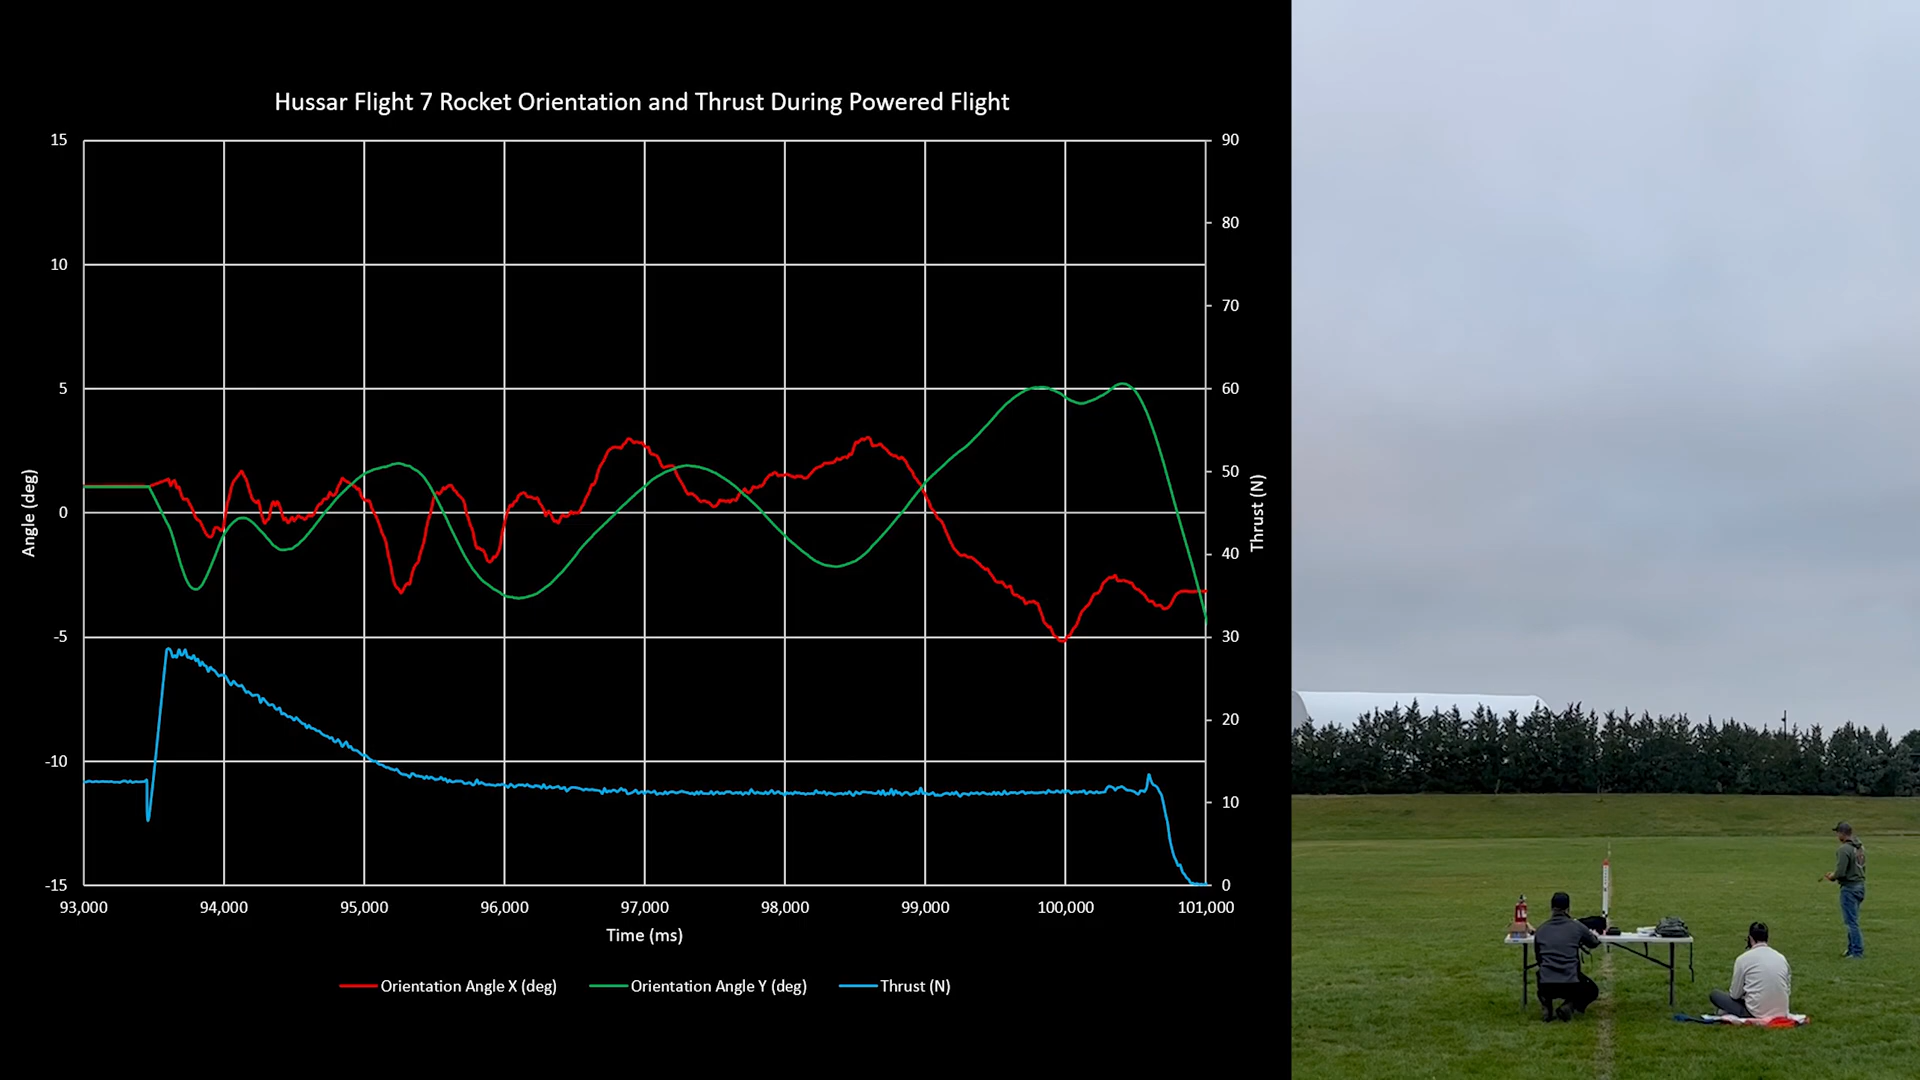 Hussar Flight 7 Rocket Orientation and Thrust During Powered Flight
15
10
5
0
-5
-10
-15
Angle (deg)
90
80
70
60
50
40
30
20
10
0
Thrust (N)
93,000 94,000 95,000 96,000 97,000 98,000 99,000 100,000 101,000
Time (ms)
Orientation Angle X (deg) Orientation Angle Y (deg) Thrust (N)